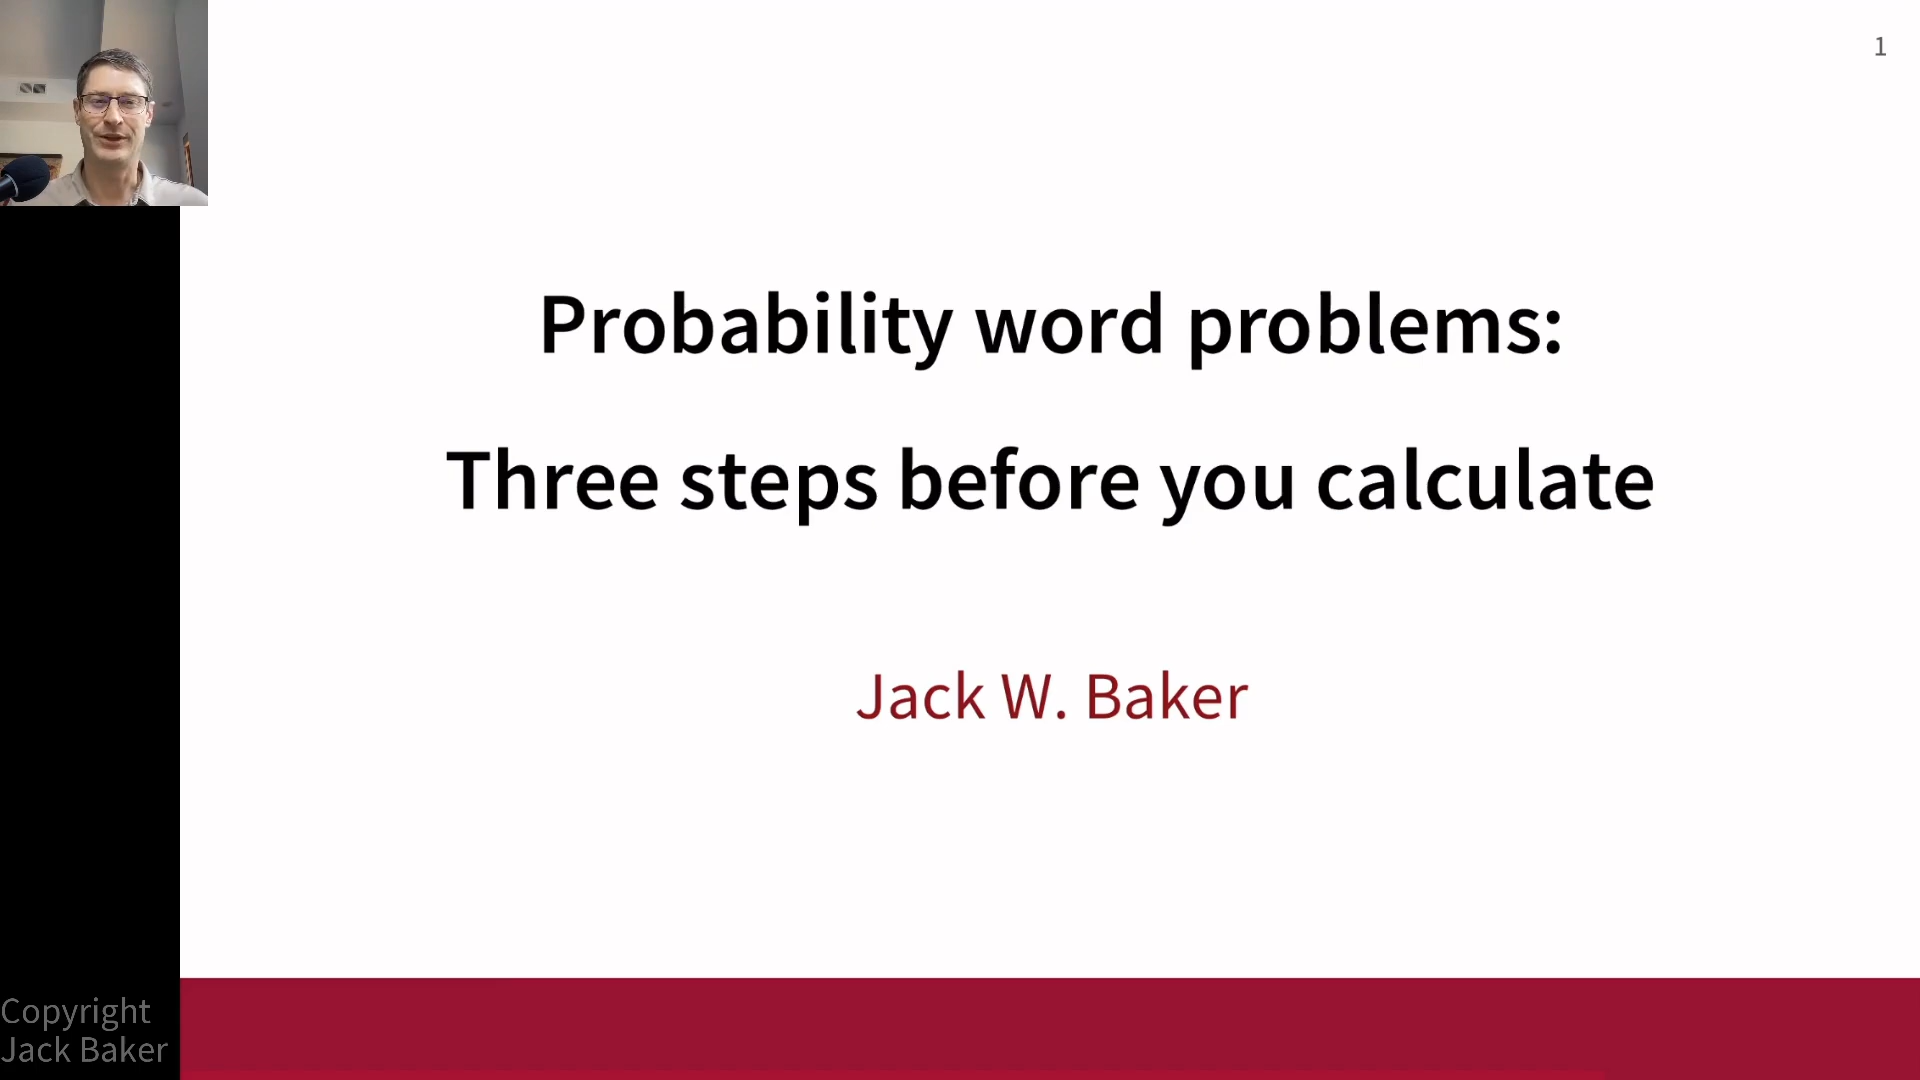 1
Probability word problems:
Three steps before you calculate
Jack W. Baker
Copyright
Jack Baker